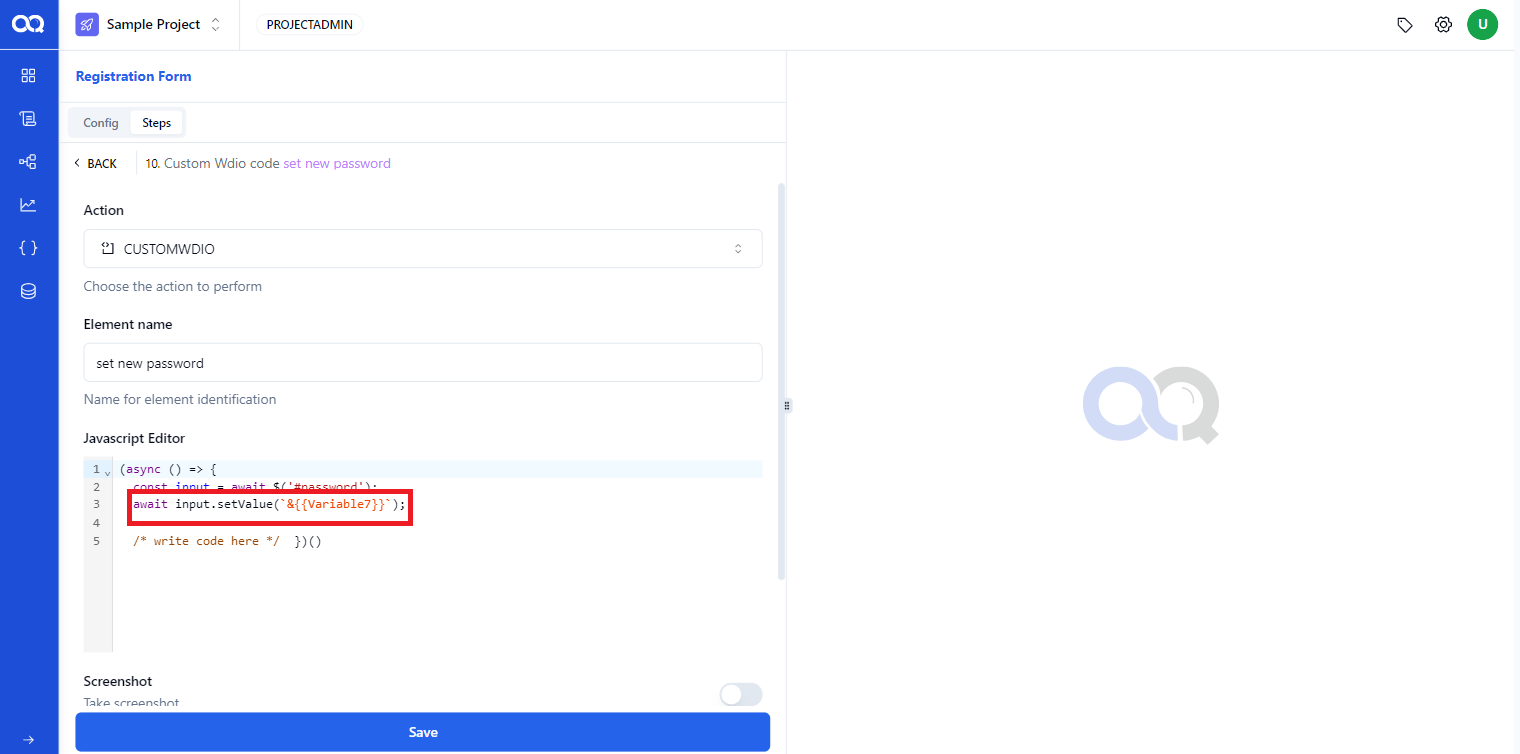 Sample Project
PROJECTADMIN
U
Registration Form
Config
Steps
BACK
10. Custom Wdio code set new password
Action
CUSTOMWDIO
Choose the action to perform
Element name
set new password
Name for element identification
Javascript Editor
1 (async () => {
2 const input = await $('#password');
3 await input.setValue(`&{{Variable7}}`);
4
5 /* write code here */ })()
Screenshot
Take screenshot
Save